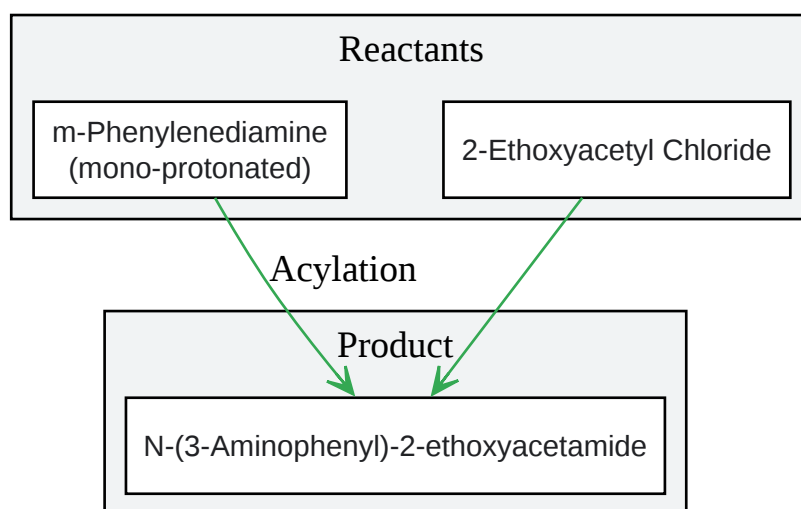 Reactants
m-Phenylenediamine
(mono-protonated)
2-Ethoxyacetyl Chloride
Acylation
Product
N-(3-Aminophenyl)-2-ethoxyacetamide